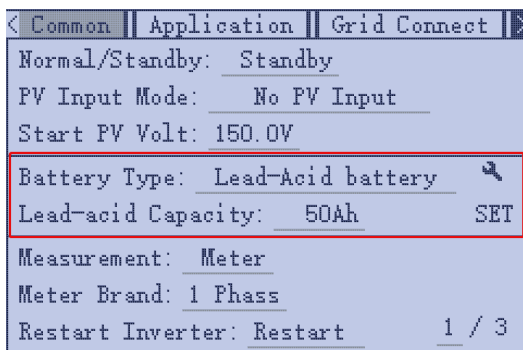 Common Application Grid Connect
Normal/Standby: Standby
PV Input Mode: No PV Input
Start PV Volt: 150.0V
Battery Type: Lead-Acid battery
Lead-acid Capacity: 50Ah SET
Measurement: Meter
Meter Brand: 1 Phass
Restart Inverter: Restart 1 / 3